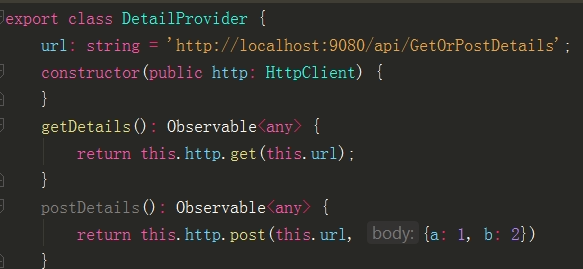 export class DetailProvider {
url: string = 'http://localhost:9080/api/GetOrPostDetails';
constructor(public http: HttpClient) {
}
getDetails(): Observable<any> {
return this.http.get(this.url);
}
postDetails(): Observable<any> {
return this.http.post(this.url, body: {a: 1, b: 2})